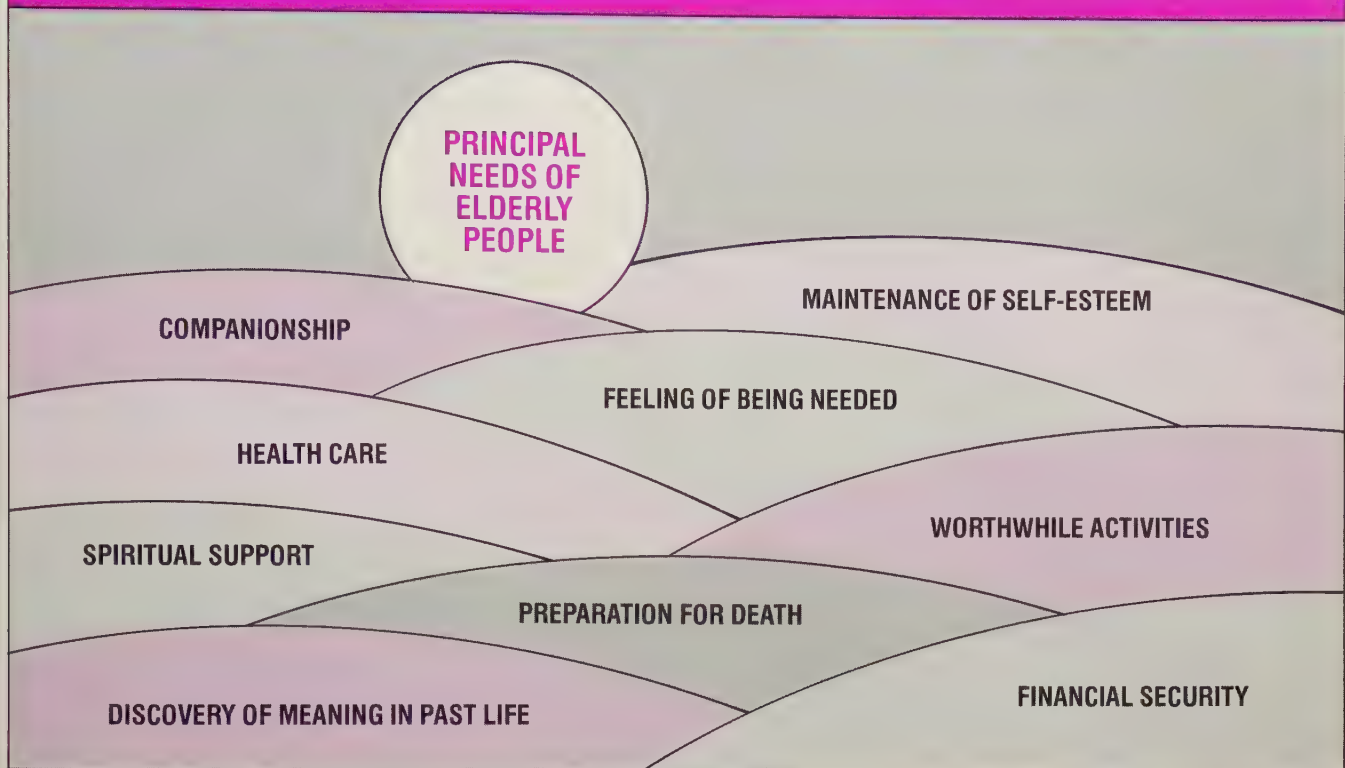 PRINCIPAL
NEEDS OF
ELDERLY
PEOPLE
MAINTENANCE OF SELF-ESTEEM
COMPANIONSHIP
FEELING OF BEING NEEDED
HEALTH CARE
WORTHWHILE ACTIVITIES
SPIRITUAL SUPPORT
PREPARATION FOR DEATH
FINANCIAL SECURITY
DISCOVERY OF MEANING IN PAST LIFE